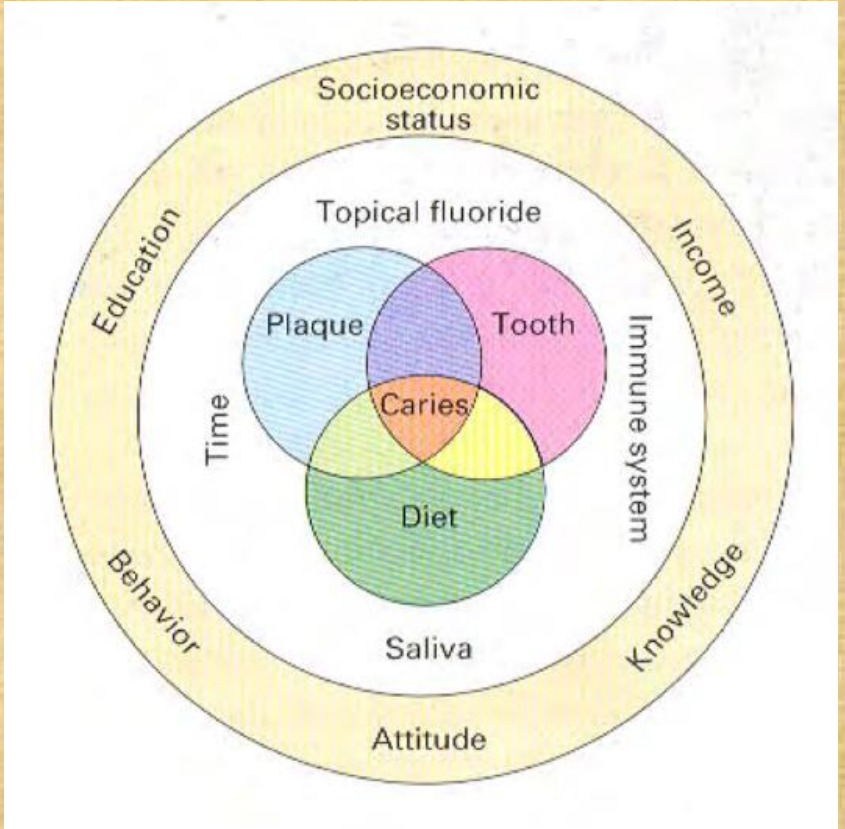 Socioeconomic
status
Education
Income
Topical fluoride
Plaque
Tooth
Time
Caries
Immune system
Diet
Behavior
Knowledge
Saliva
Attitude